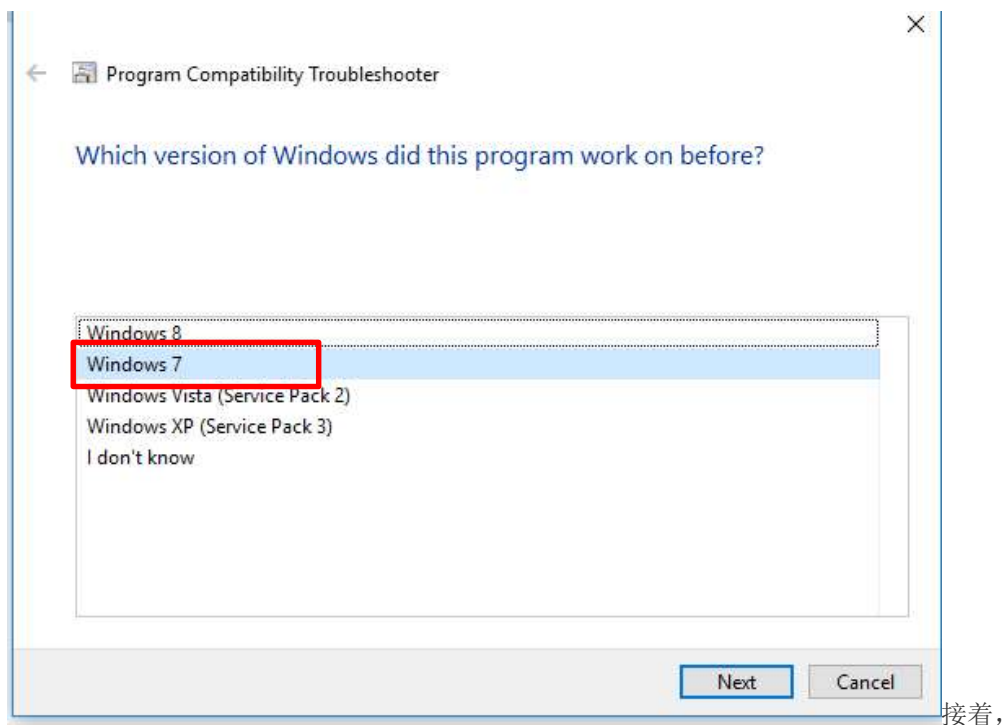 Program Compatibility Troubleshooter
Which version of Windows did this program work on before?
Windows 8
Windows 7
Windows Vista (Service Pack 2)
Windows XP (Service Pack 3)
I don't know
Next Cancel
接着，